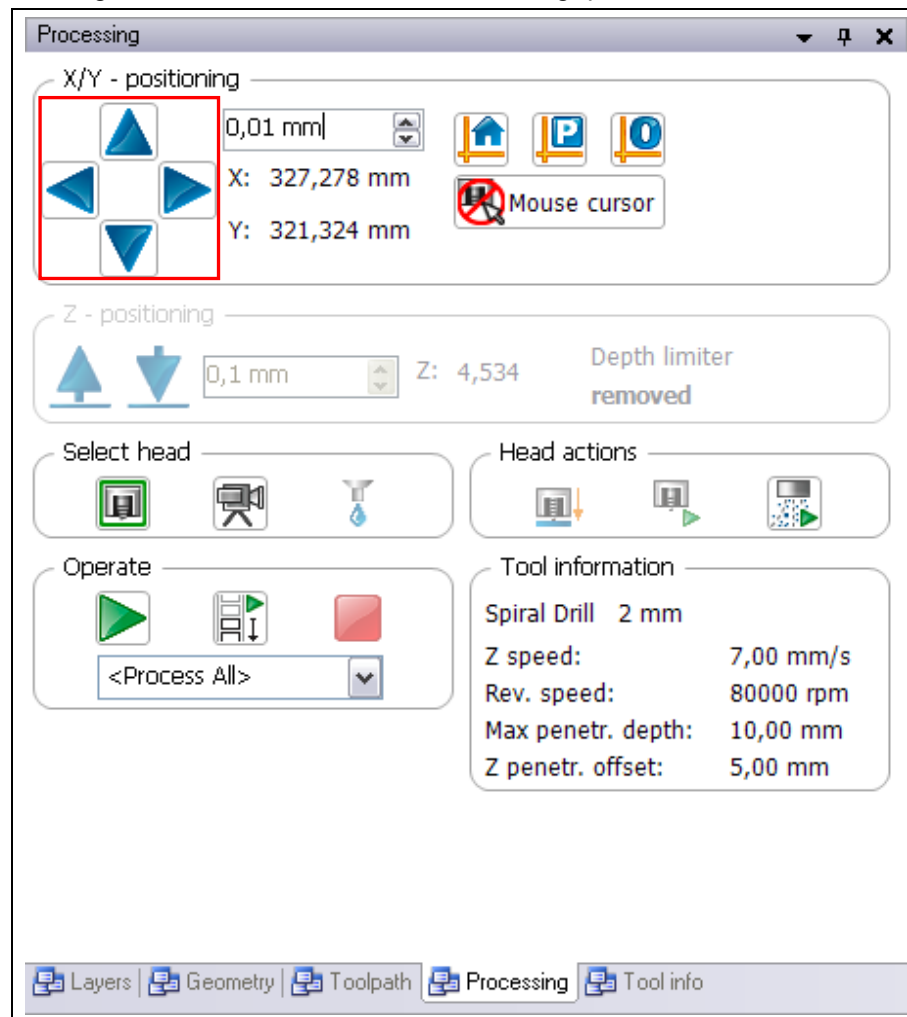 Processing
X/Y - positioning
0,01 mm
X: 327,278 mm
Y: 321,324 mm
P
O
Mouse cursor
Z - positioning
0,1 mm
Z: 4,534
Depth limiter
removed
Select head
Head actions
Operate
<Process All>
Tool information
Spiral Drill 2 mm
Z speed: 7,00 mm/s
Rev. speed: 80000 rpm
Max penetr. depth: 10,00 mm
Z penetr. offset: 5,00 mm
Layers Geometry Toolpath Processing Tool info